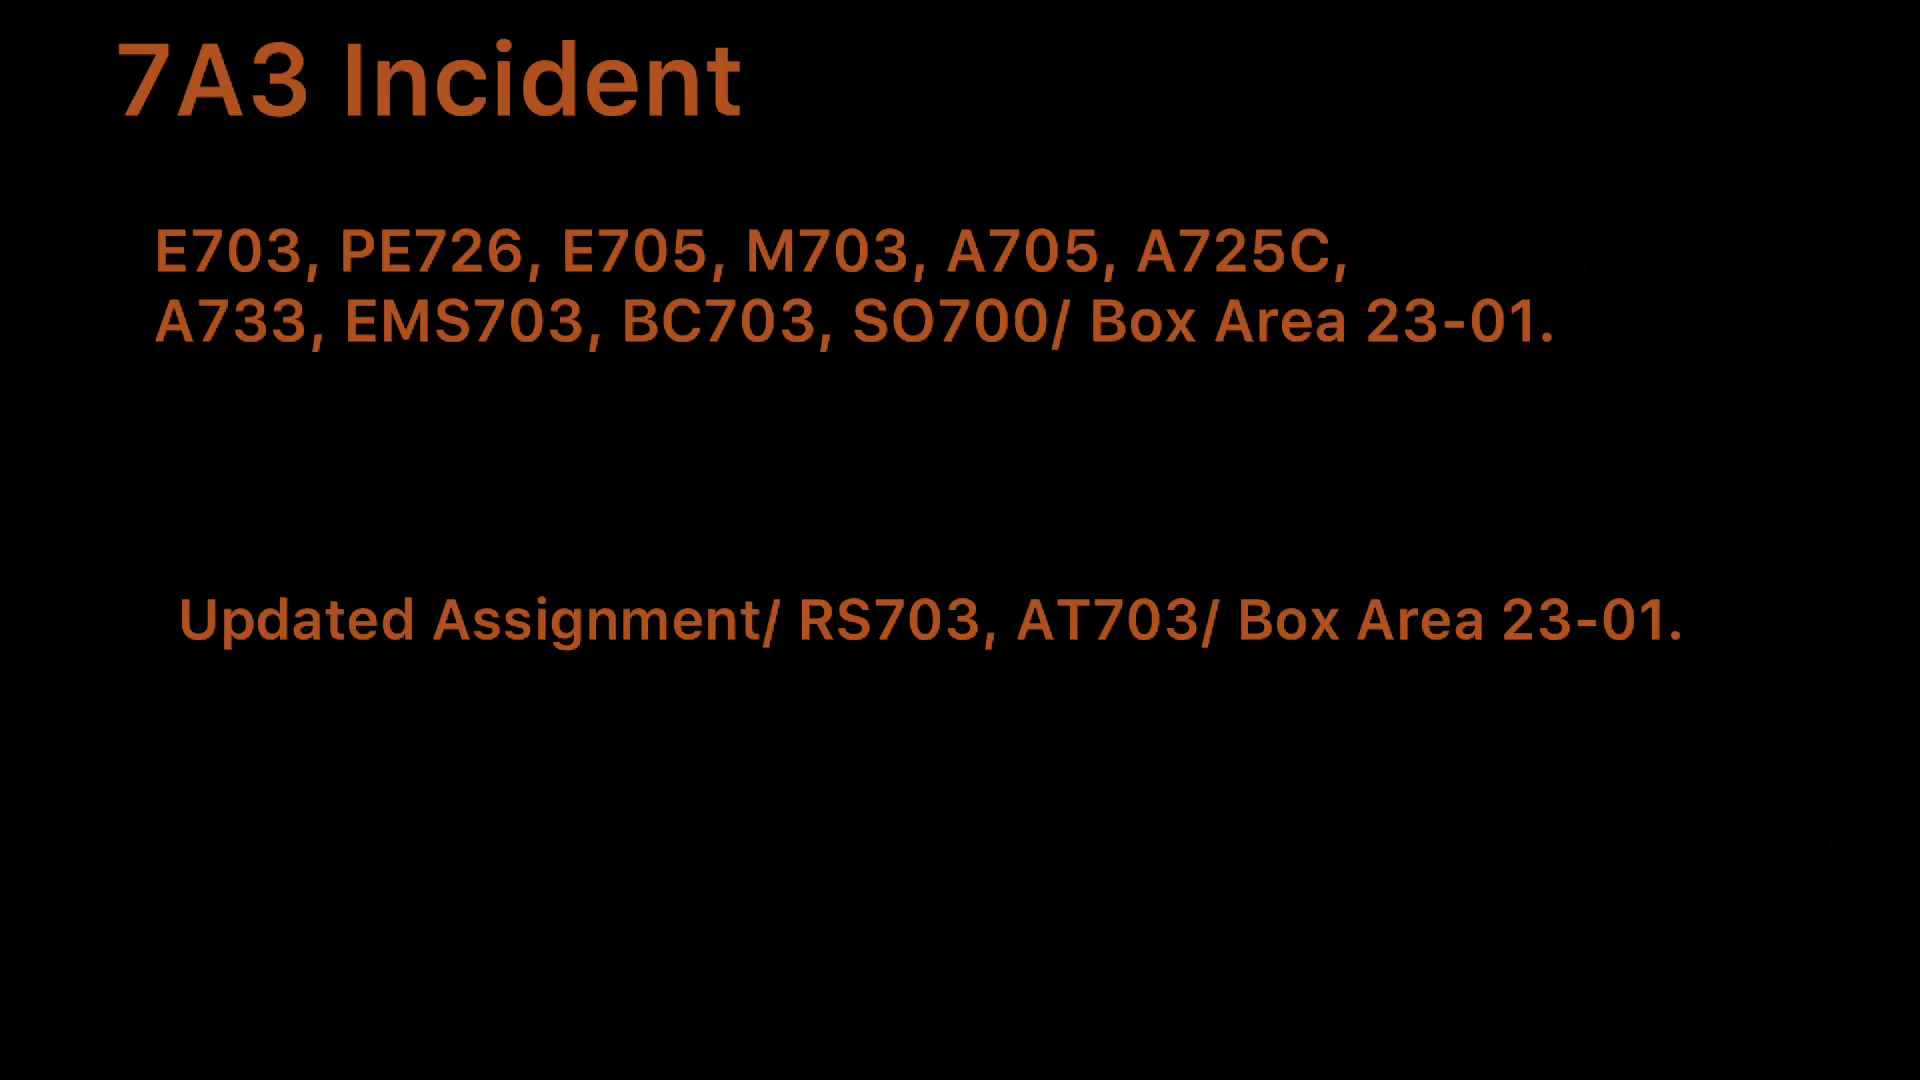 7A3 Incident
E703, PE726, E705, M703, A705, A725C,
A733, EMS703, BC703, SO700/ Box Area 23-01.
Updated Assignment/ RS703, AT703/ Box Area 23-01.